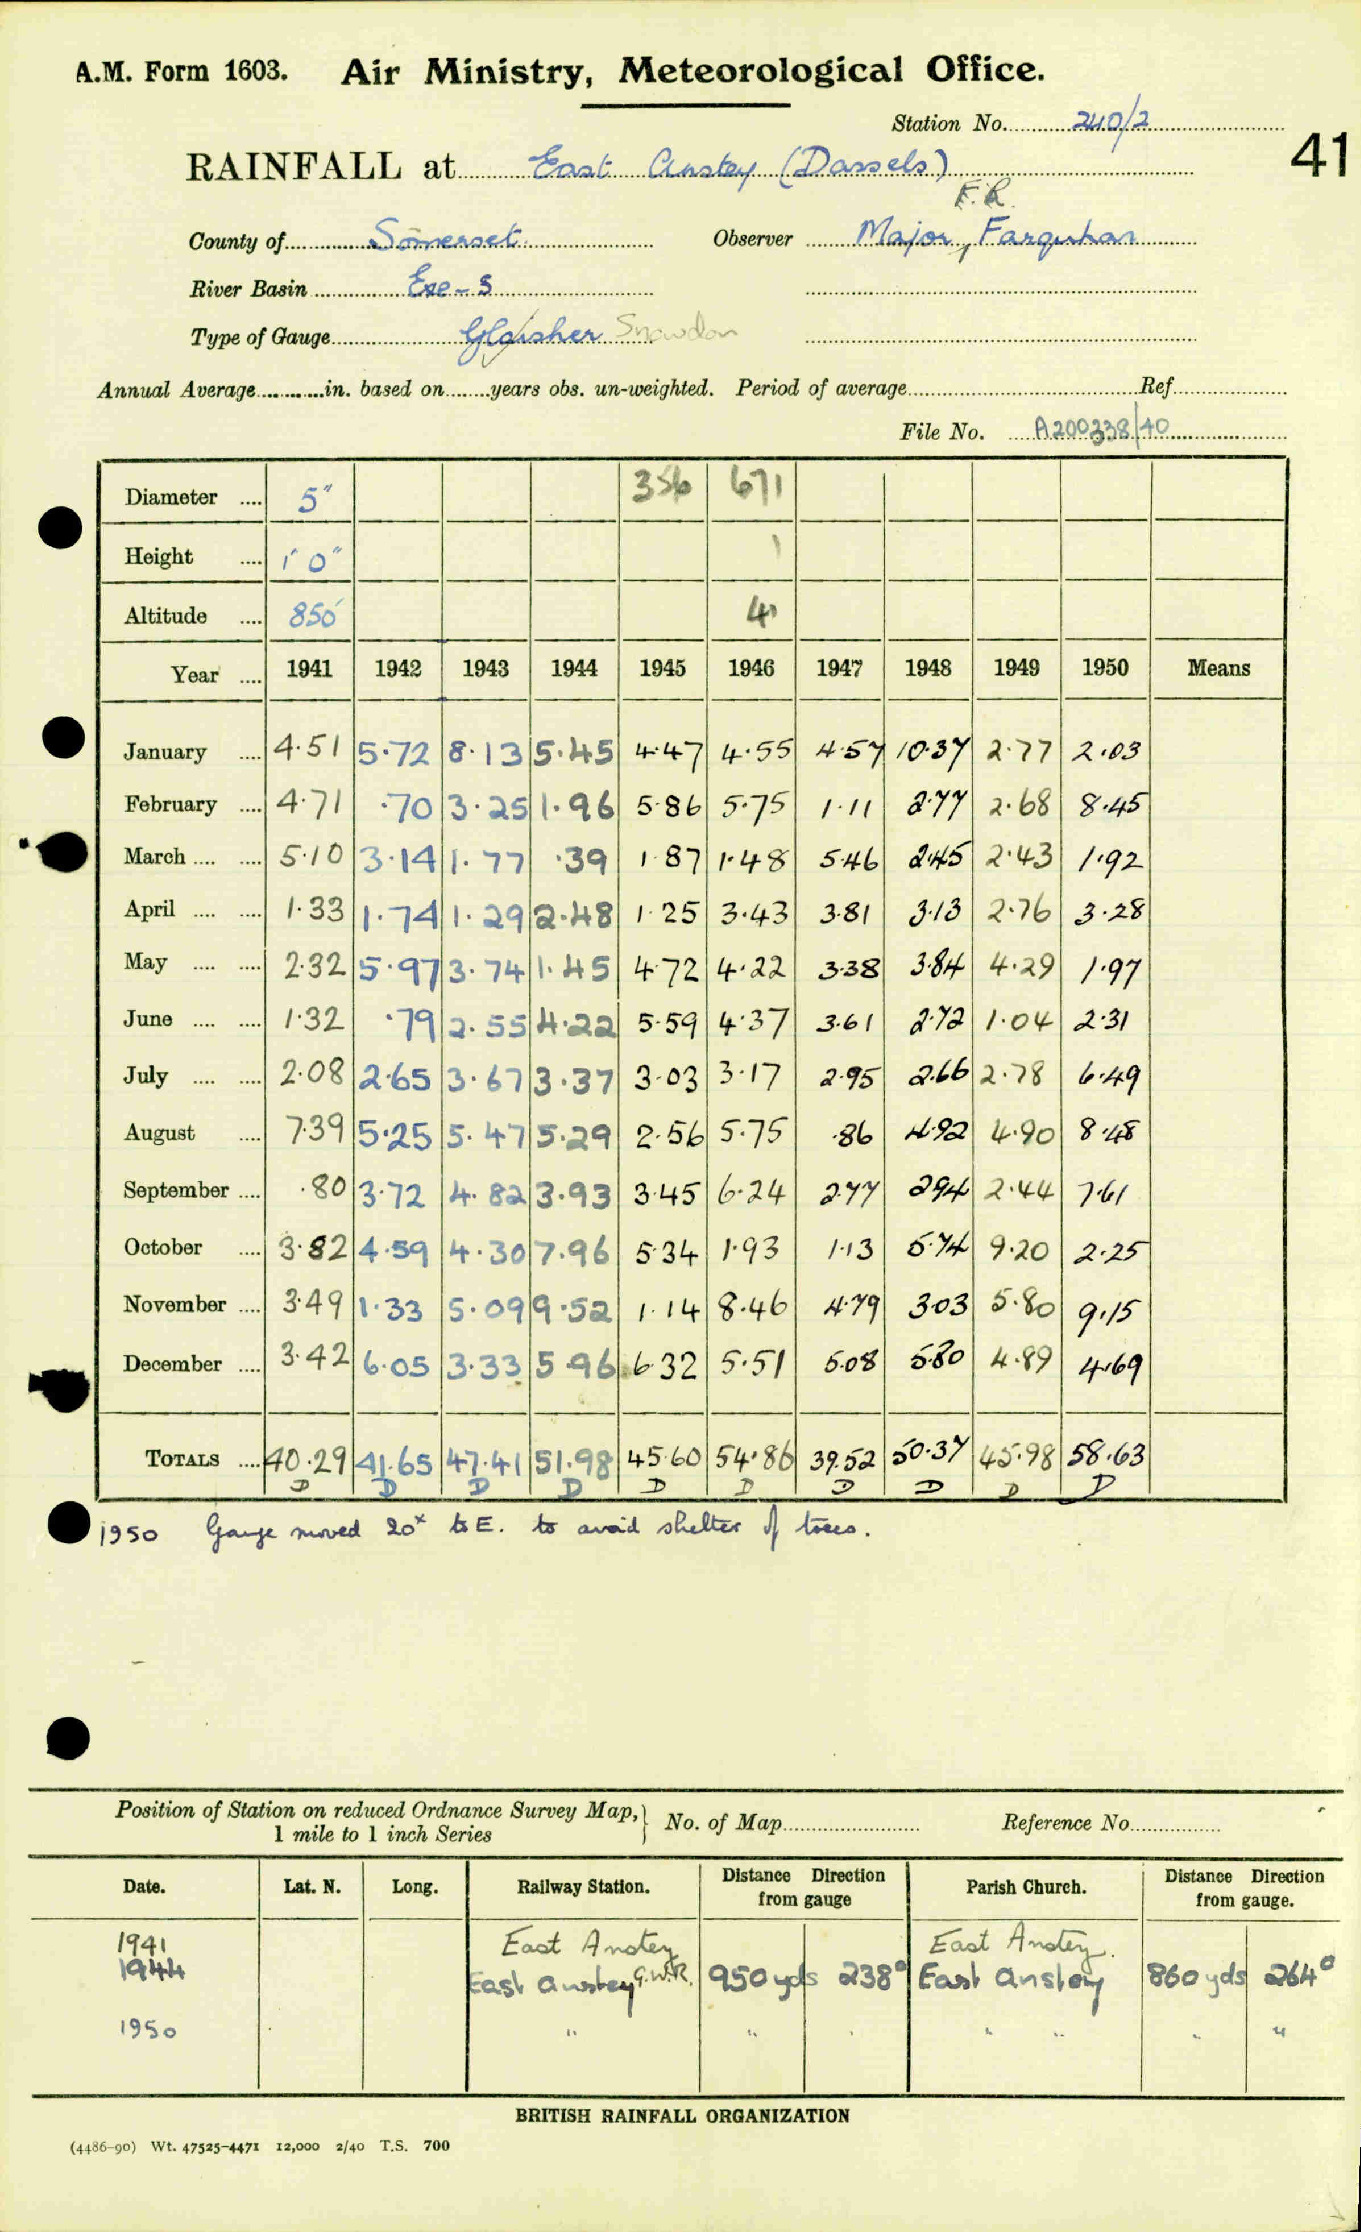 A.M. Form 1603. Air Ministry, Meteorological Office.
Station No. 240/2
41
RAINFALL at East Anstey (Dassels)
F.R.
County of Somerset. Observer Major, Farquhar
River Basin Exe - S
Type of Gauge Glaisher Snowdon
Annual Average in. based on years obs. un-weighted. Period of average Ref
File No. A200338/40
Diameter 5" 356 671
Height 1' 0" 1
Altitude 850' 4
Year 1941 1942 1943 1944 1945 1946 1947 1948 1949 1950 Means
January 4.51 5.72 8.13 5.45 4.47 4.55 4.57 10.37 2.77 2.03
February 4.71 .70 3.25 1.96 5.86 5.75 1.11 2.77 2.68 8.45
March 5.10 3.14 1.77 .39 1.87 1.48 5.46 2.45 2.43 1.92
April 1.33 1.74 1.29 2.48 1.25 3.43 3.81 3.13 2.76 3.28
May 2.32 5.97 3.74 1.45 4.72 4.22 3.38 3.84 4.29 1.97
June 1.32 .79 2.55 4.22 5.59 4.37 3.61 2.72 1.04 2.31
July 2.08 2.65 3.67 3.37 3.03 3.17 2.95 2.66 2.78 6.49
August 7.39 5.25 5.47 5.29 2.56 5.75 .86 4.92 4.90 8.48
September .80 3.72 4.82 3.93 3.45 6.24 2.77 2.94 2.44 7.61
October 3.82 4.59 4.30 7.96 5.34 1.93 1.13 5.74 9.20 2.25
November 3.49 1.33 5.09 9.52 1.14 8.46 4.79 3.03 5.80 9.15
December 3.42 6.05 3.33 5.96 6.32 5.51 5.08 5.80 4.89 4.69
TOTALS 40.29 41.65 47.41 51.98 45.60 54.86 39.52 50.37 45.98 58.63
D D D D D D D D D D
1950 Gauge moved 20x to E. to avoid shelter of trees.
Position of Station on reduced Ordnance Survey Map, 1 mile to 1 inch Series No. of Map Reference No
Date. Lat. N. Long. Railway Station. Distance Direction from gauge Parish Church. Distance Direction from gauge.
1941 East Anstey East Anstey.
1944 East Anstey G.W.R. 950 yds 238° East Anstey 860 yds 264°
1950 " " " " " "
BRITISH RAINFALL ORGANIZATION
(4486-90) Wt. 47525-4471 12,000 2/40 T.S. 700